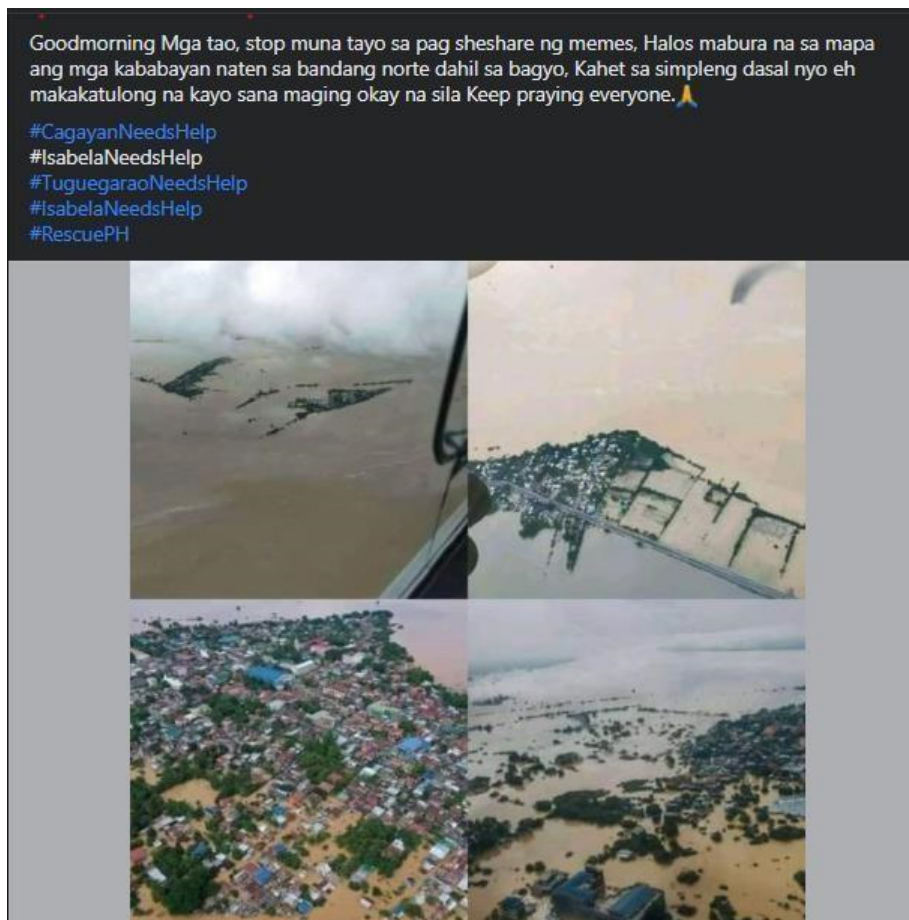 Goodmorning Mga tao, stop muna tayo sa pag sheshare ng memes, Halos mabura na sa mapa
ang mga kababayan naten sa bandang norte dahil sa bagyo, Kahet sa simpleng dasal nyo eh
makakatulong na kayo sana maging okay na sila Keep praying everyone.🙏
#CagayanNeedsHelp
#IsabelaNeedsHelp
#TuguegaraoNeedsHelp
#IsabelaNeedsHelp
#RescuePH